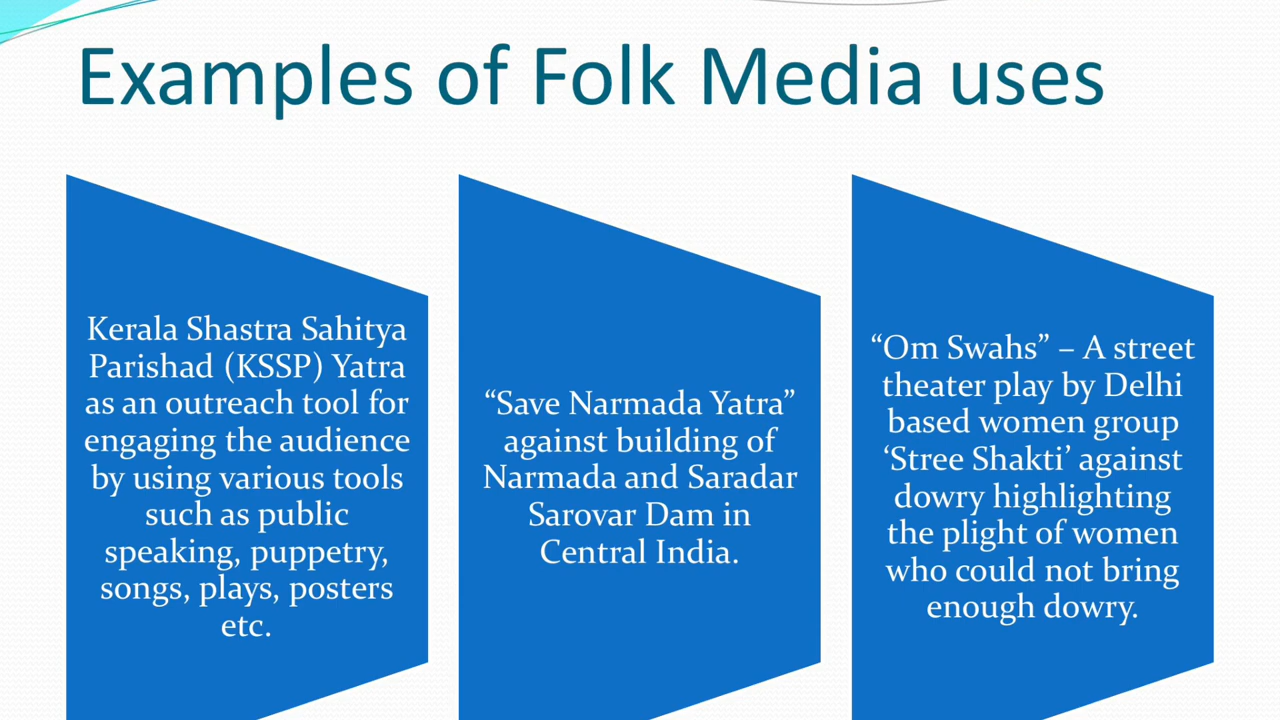 Examples of Folk Media uses
Kerala Shastra Sahitya
Parishad (KSSP) Yatra
as an outreach tool for
engaging the audience
by using various tools
such as public
speaking, puppetry,
songs, plays, posters
etc.
“Save Narmada Yatra”
against building of
Narmada and Saradar
Sarovar Dam in
Central India.
“Om Swahs” – A street
theater play by Delhi
based women group
‘Stree Shakti’ against
dowry highlighting
the plight of women
who could not bring
enough dowry.